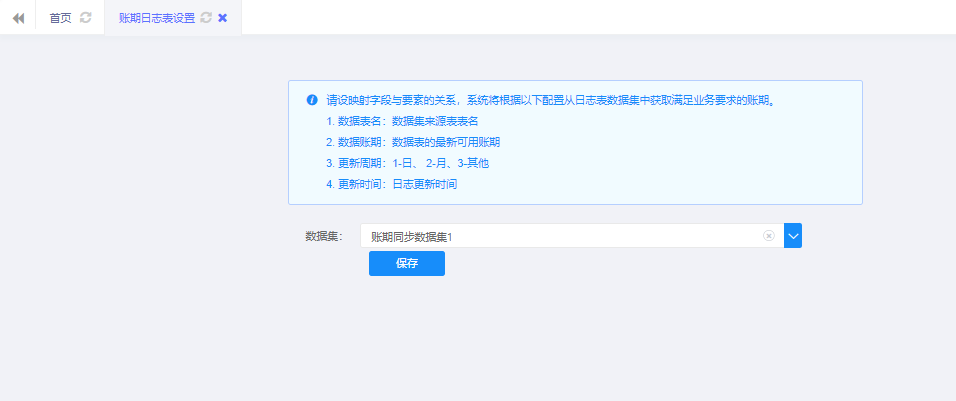 首页
账期日志表设置
请设映射字段与要素的关系，系统将根据以下配置从日志表数据集中获取满足业务要求的账期。
1. 数据表名：数据集来源表表名
2. 数据账期：数据表的最新可用账期
3. 更新周期：1-日、 2-月、3-其他
4. 更新时间：日志更新时间
数据集： 账期同步数据集1
保存